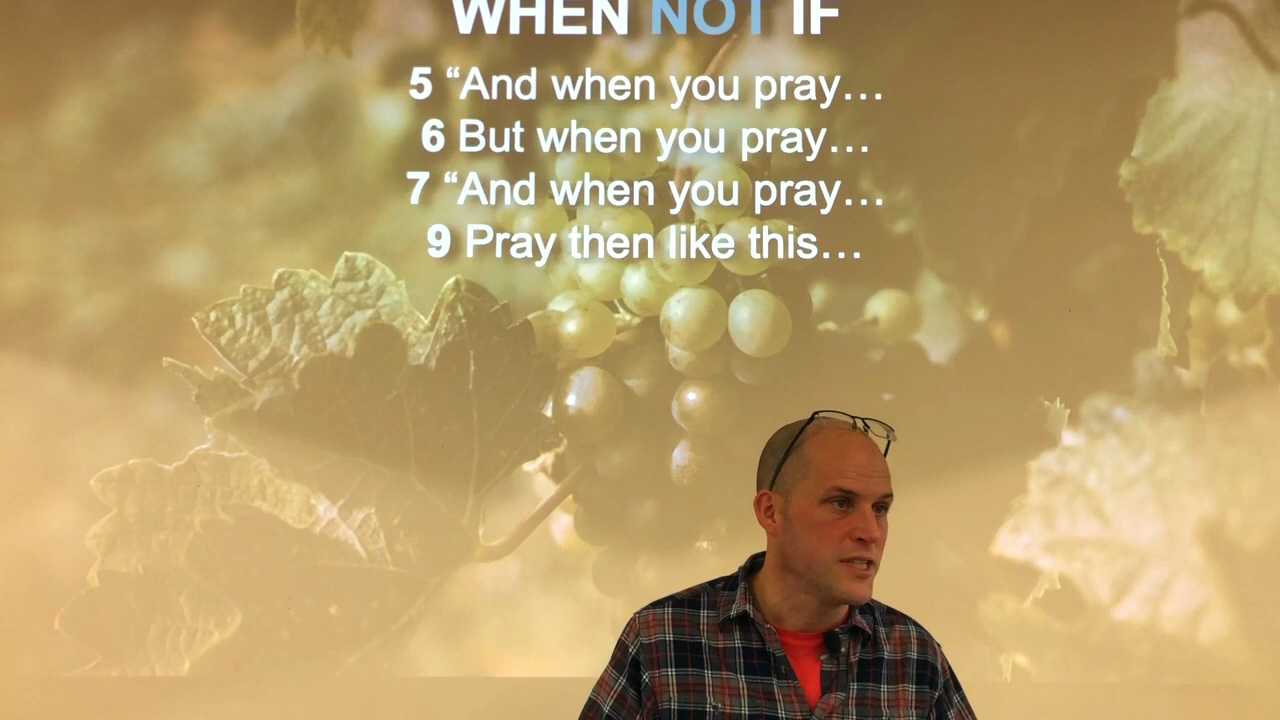 WHEN NOT IF
5 “And when you pray…
6 But when you pray…
7 “And when you pray…
9 Pray then like this…